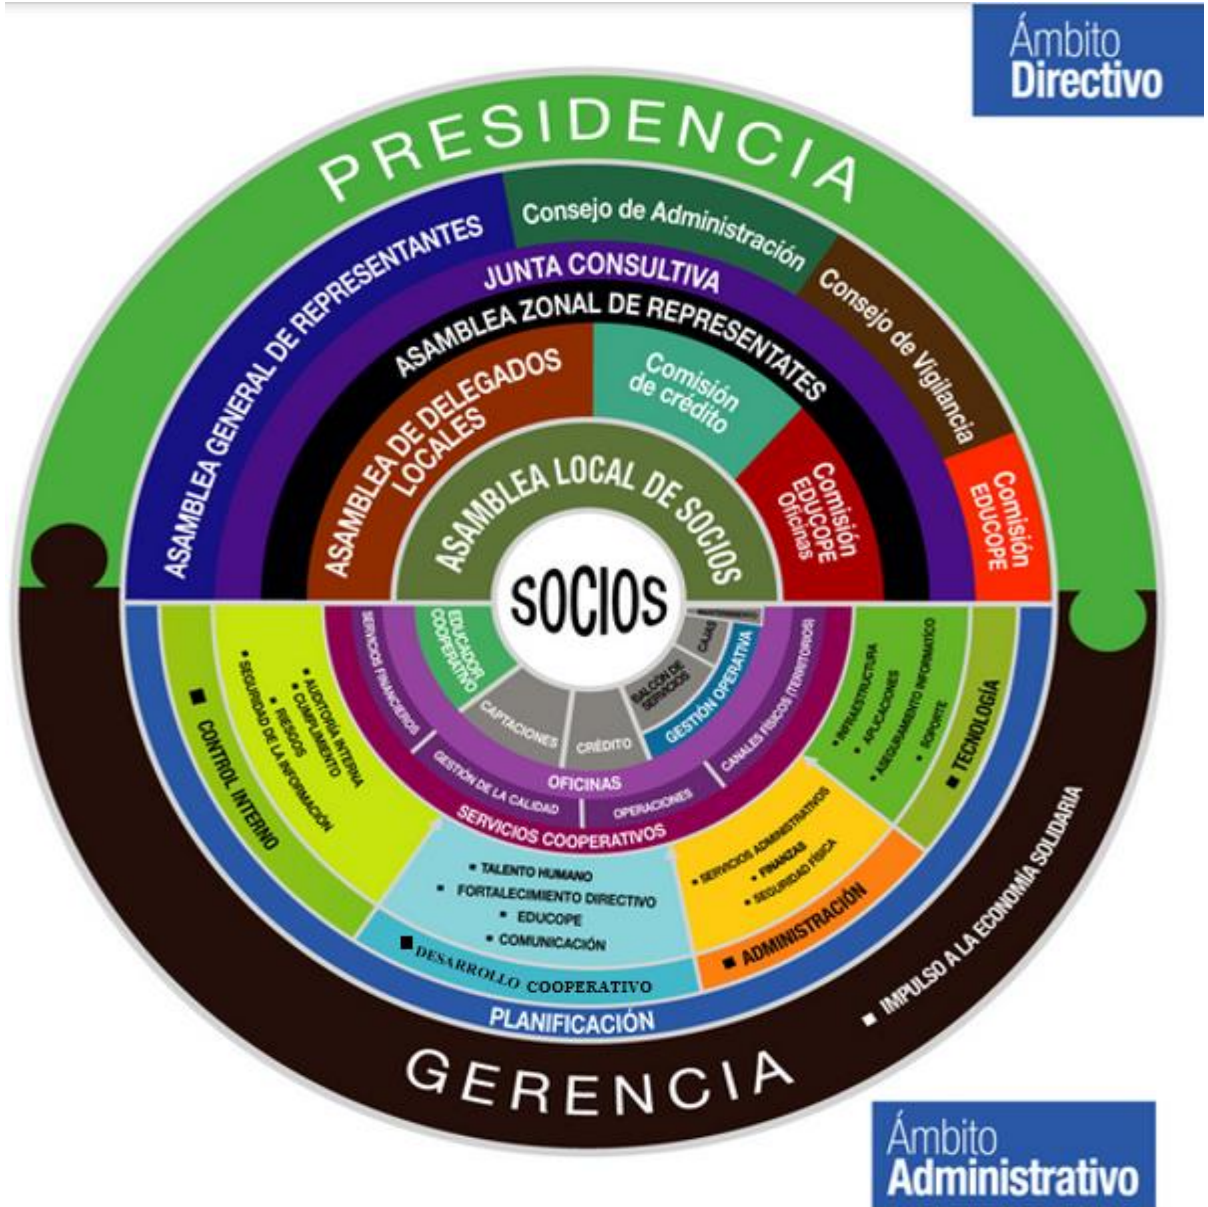 Ámbito
Directivo
PRESIDENCIA
ASAMBLEA GENERAL DE REPRESENTANTES
Consejo de Administración
Consejo de Vigilancia
Comisión
EDUCOPE
JUNTA CONSULTIVA
ASAMBLEA ZONAL DE REPRESENTATES
ASAMBLEA DE DELEGADOS
LOCALES
Comisión
de crédito
Comisión
EDUCOPE
Oficinas
ASAMBLEA LOCAL DE SOCIOS
SOCIOS
EDUCADOR
COOPERATIVO
CAPTACIONES
CRÉDITO
BALCÓN DE
SERVICIOS
CAJAS
GESTIÓN OPERATIVA
OFICINAS
SERVICIOS FINANCIEROS
GESTIÓN DE LA CALIDAD
OPERACIONES
CANALES FÍSICOS (TERRITORIOS)
SERVICIOS COOPERATIVOS
▪ AUDITORÍA INTERNA
▪ CUMPLIMIENTO
▪ RIESGOS
▪ SEGURIDAD DE LA INFORMACIÓN
■ CONTROL INTERNO
▪ TALENTO HUMANO
▪ FORTALECIMIENTO DIRECTIVO
▪ EDUCOPE
▪ COMUNICACIÓN
■ DESARROLLO COOPERATIVO
▪ SERVICIOS ADMINISTRATIVOS
▪ FINANZAS
▪ SEGURIDAD FÍSICA
■ ADMINISTRACIÓN
▪ INFRAESTRUCTURA
▪ APLICACIONES
▪ ASEGURAMIENTO INFORMATICO
▪ SOPORTE
■ TECNOLOGÍA
PLANIFICACIÓN
GERENCIA
■ IMPULSO A LA ECONOMÍA SOLIDARIA
Ámbito
Administrativo